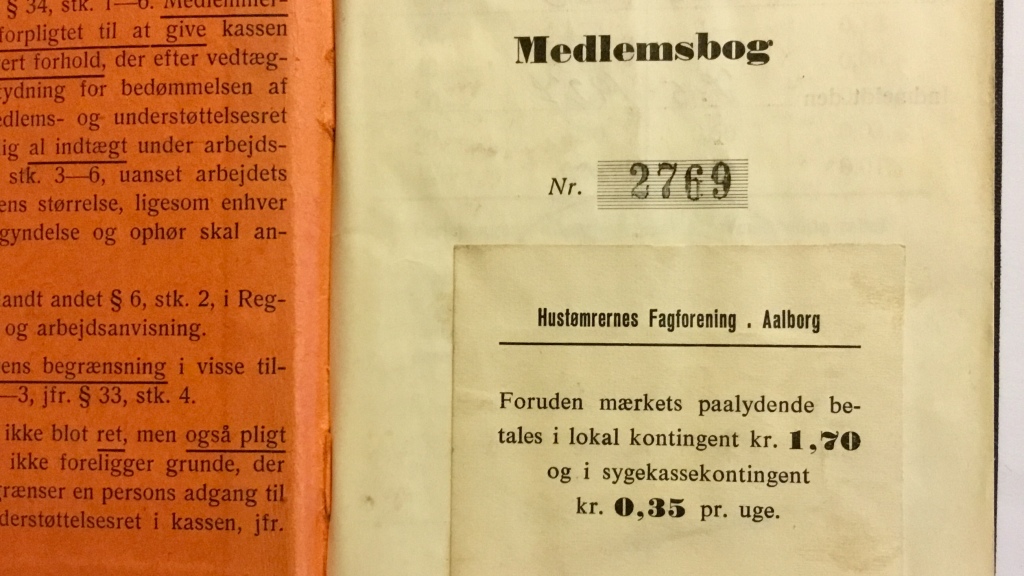 § 34, stk. 1—6. Medlemmer-
forpligtet til at give kassen
ert forhold, der efter vedtæg-
ydning for bedømmelsen af
edlems- og understøttelsesret
ig al indtægt under arbejds-
stk. 3—6, uanset arbejdets
ens størrelse, ligesom enhver
gyndelse og ophør skal an-
andt andet § 6, stk. 2, i Reg-
og arbejdsanvisning.
ens begrænsning i visse til-
—3, jfr. § 33, stk. 4.
ikke blot ret, men også pligt
ikke foreligger grunde, der
rænser en persons adgang til
derstøttelsesret i kassen, jfr.
Medlemsbog
Nr. 2769
Hustømrernes Fagforening . Aalborg
Foruden mærkets paalydende be-
tales i lokal kontingent kr. 1,70
og i sygekassekontingent
kr. 0,35 pr. uge.